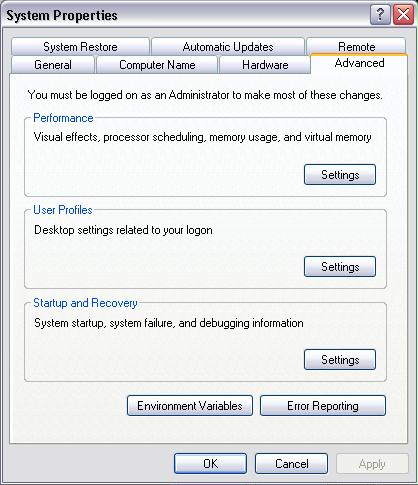 System Properties
System Restore Automatic Updates Remote
General Computer Name Hardware Advanced
You must be logged on as an Administrator to make most of these changes.
Performance
Visual effects, processor scheduling, memory usage, and virtual memory
Settings
User Profiles
Desktop settings related to your logon
Settings
Startup and Recovery
System startup, system failure, and debugging information
Settings
Environment Variables Error Reporting
OK Cancel Apply